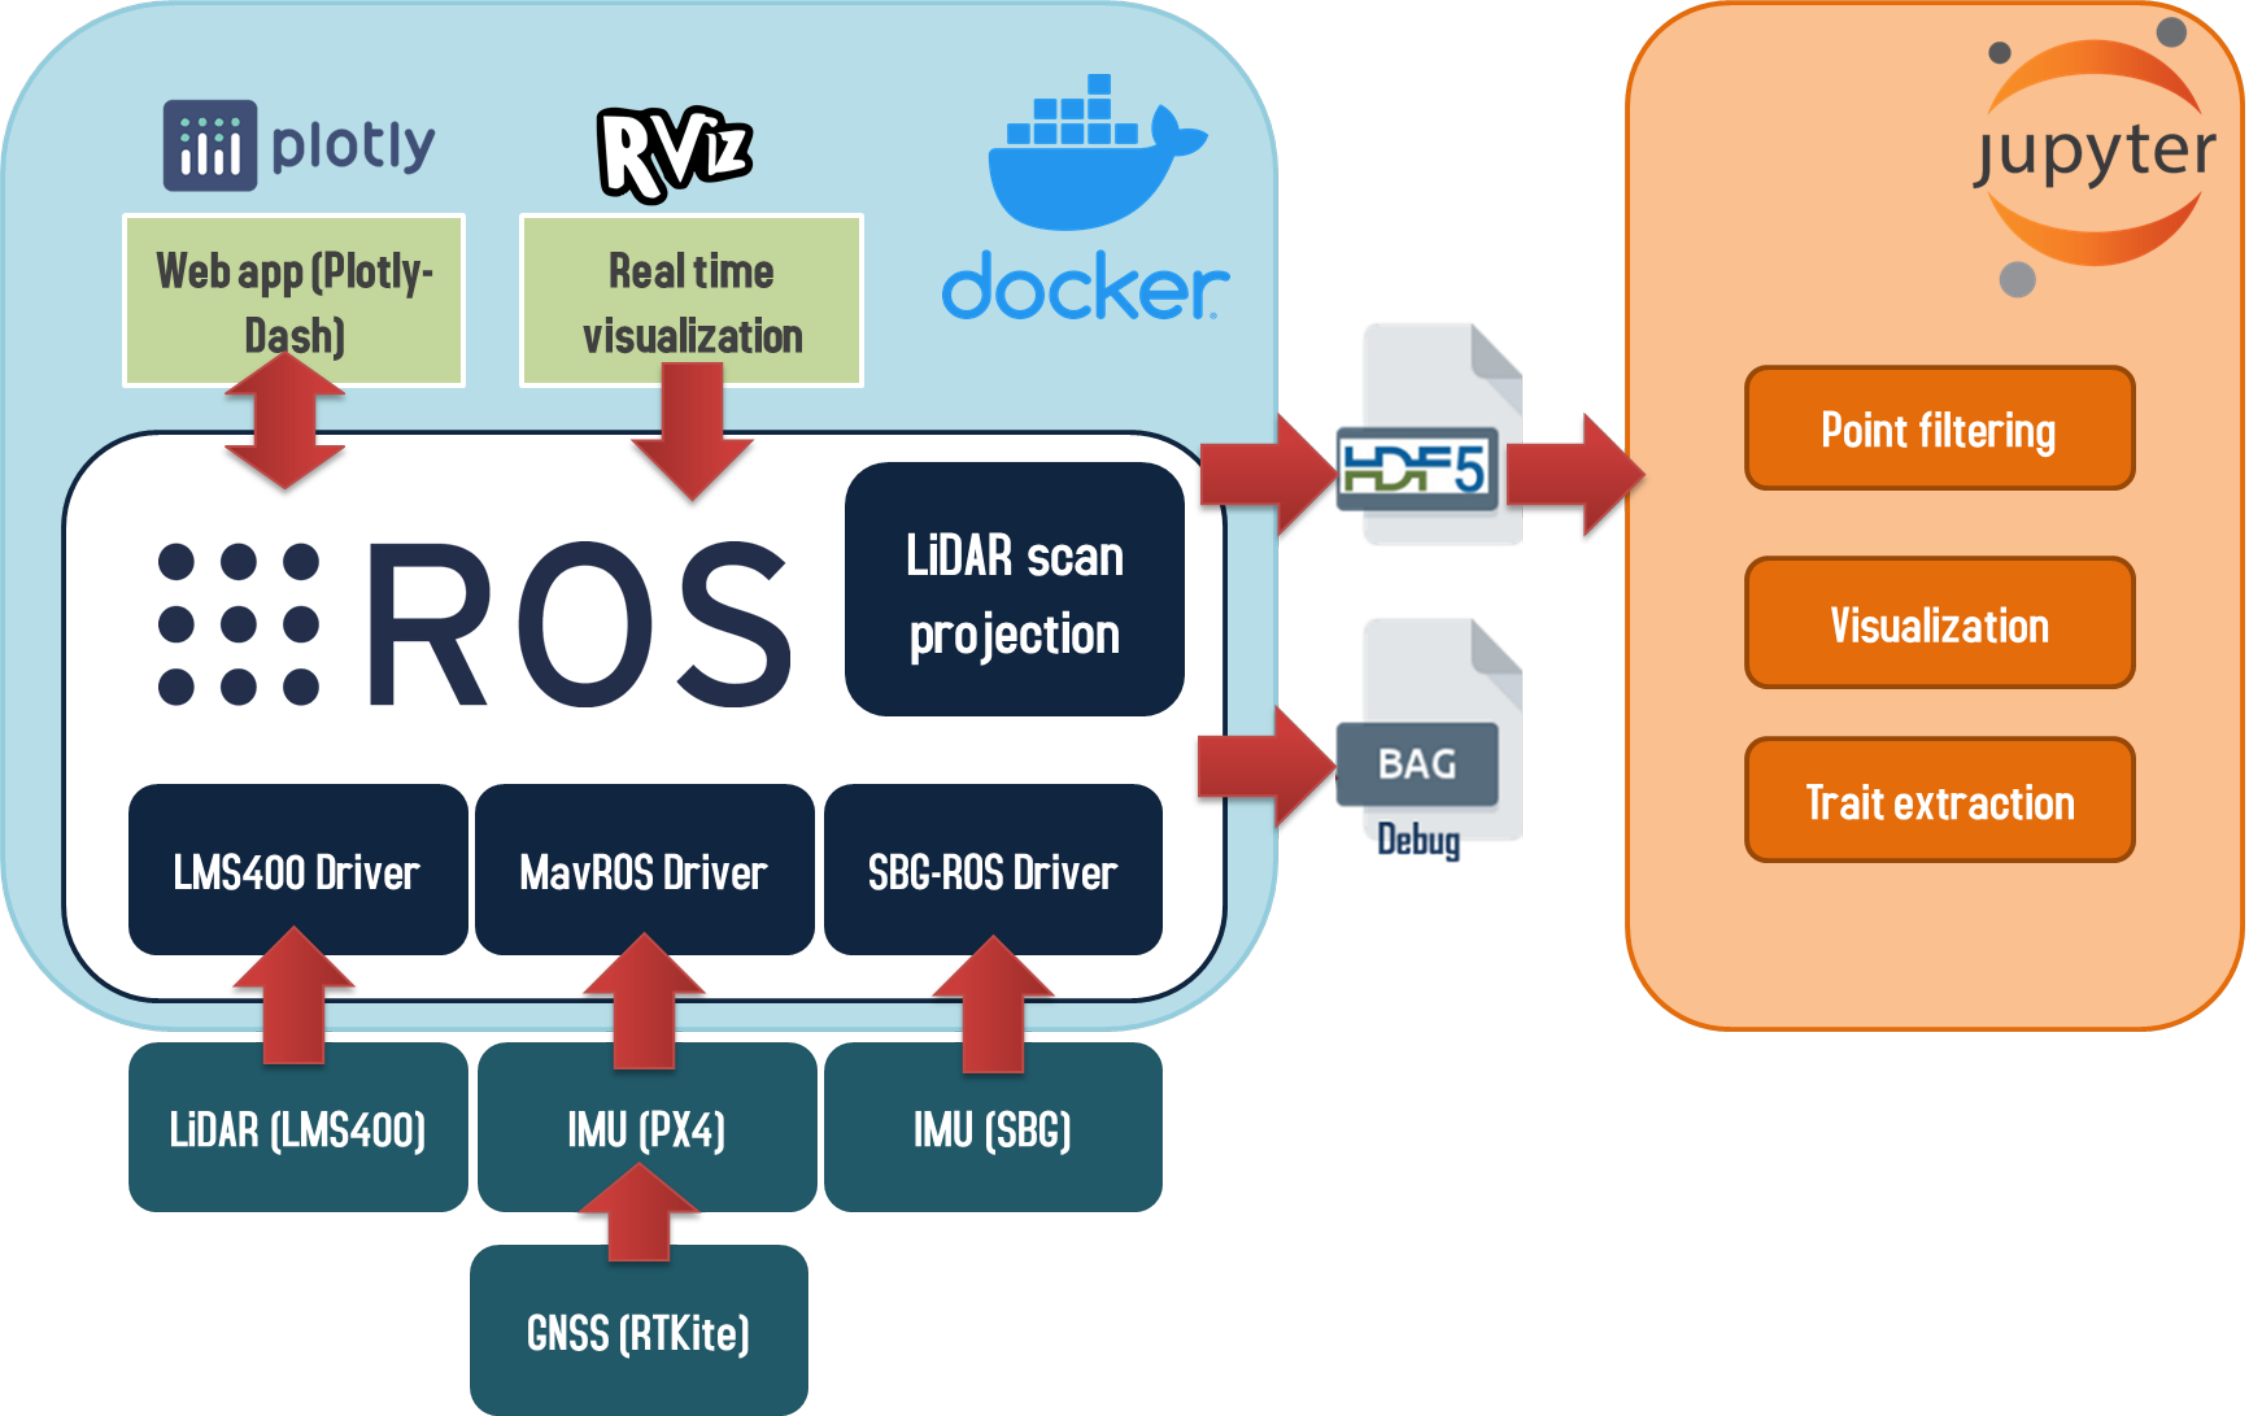 plotly
RViz
docker
Web app (Plotly-
Dash)
Real time
visualization
ROS
LiDAR scan
projection
LMS400 Driver
MavROS Driver
SBG-ROS Driver
LiDAR (LMS400)
IMU (PX4)
IMU (SBG)
GNSS (RTKite)
HDF5
BAG
Debug
jupyter
Point filtering
Visualization
Trait extraction